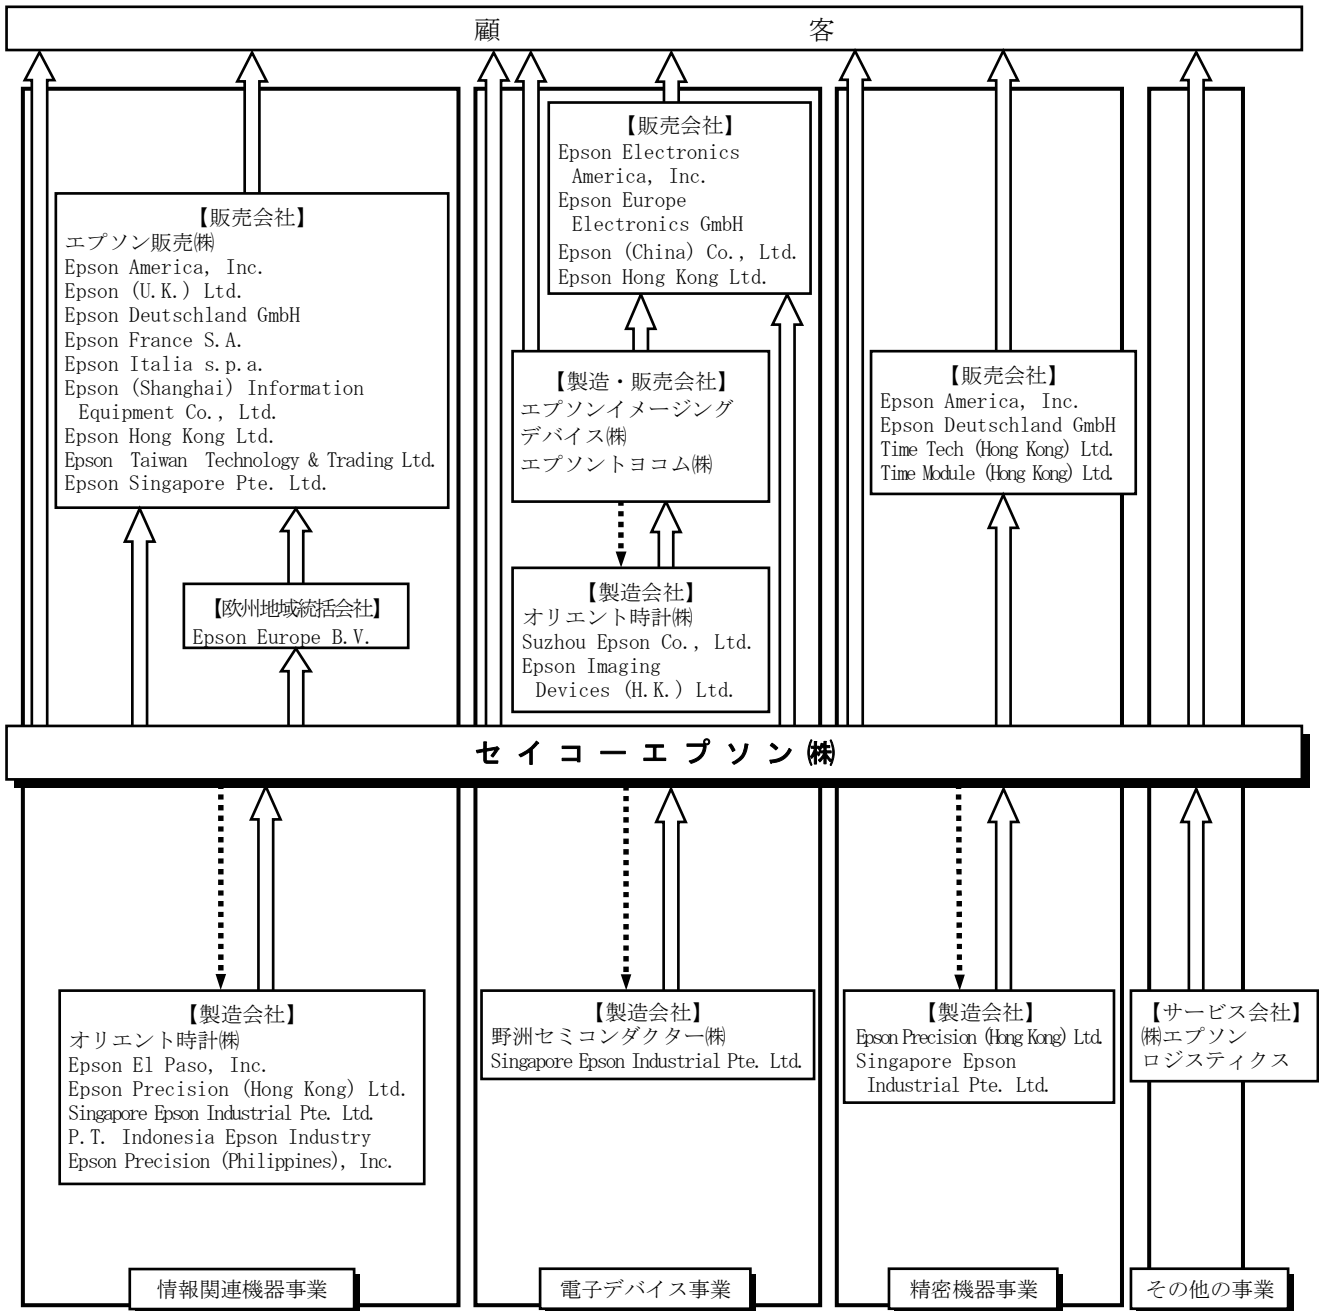 顧客
【販売会社】
エプソン販売㈱
Epson America, Inc.
Epson (U.K.) Ltd.
Epson Deutschland GmbH
Epson France S.A.
Epson Italia s.p.a.
Epson (Shanghai) Information
Equipment Co., Ltd.
Epson Hong Kong Ltd.
Epson Taiwan Technology & Trading Ltd.
Epson Singapore Pte. Ltd.
【欧州地域統括会社】
Epson Europe B.V.
【販売会社】
Epson Electronics
America, Inc.
Epson Europe
Electronics GmbH
Epson (China) Co., Ltd.
Epson Hong Kong Ltd.
【製造・販売会社】
エプソンイメージング
デバイス㈱
エプソントヨコム㈱
【製造会社】
オリエント時計㈱
Suzhou Epson Co., Ltd.
Epson Imaging
Devices (H.K.) Ltd.
【販売会社】
Epson America, Inc.
Epson Deutschland GmbH
Time Tech (Hong Kong) Ltd.
Time Module (Hong Kong) Ltd.
セイコーエプソン㈱
【製造会社】
オリエント時計㈱
Epson El Paso, Inc.
Epson Precision (Hong Kong) Ltd.
Singapore Epson Industrial Pte. Ltd.
P.T. Indonesia Epson Industry
Epson Precision (Philippines), Inc.
【製造会社】
野洲セミコンダクター㈱
Singapore Epson Industrial Pte. Ltd.
【製造会社】
Epson Precision (Hong Kong) Ltd.
Singapore Epson
Industrial Pte. Ltd.
【サービス会社】
㈱エプソン
ロジスティクス
情報関連機器事業
電子デバイス事業
精密機器事業
その他の事業